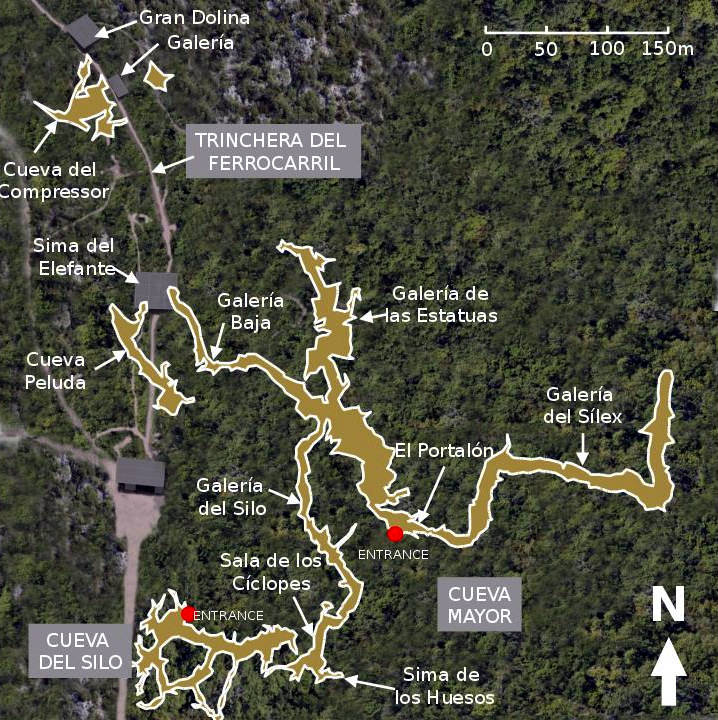 Gran Dolina
Galería
0 50 100 150m
TRINCHERA DEL
FERROCARRIL
Cueva del
Compressor
Sima del
Elefante
Galería
Baja
Galería de
las Estatuas
Cueva
Peluda
Galería
del Sílex
El Portalón
Galería
del Silo
ENTRANCE
Sala de los
Cíclopes
CUEVA
MAYOR
N
ENTRANCE
CUEVA
DEL SILO
Sima de
los Huesos